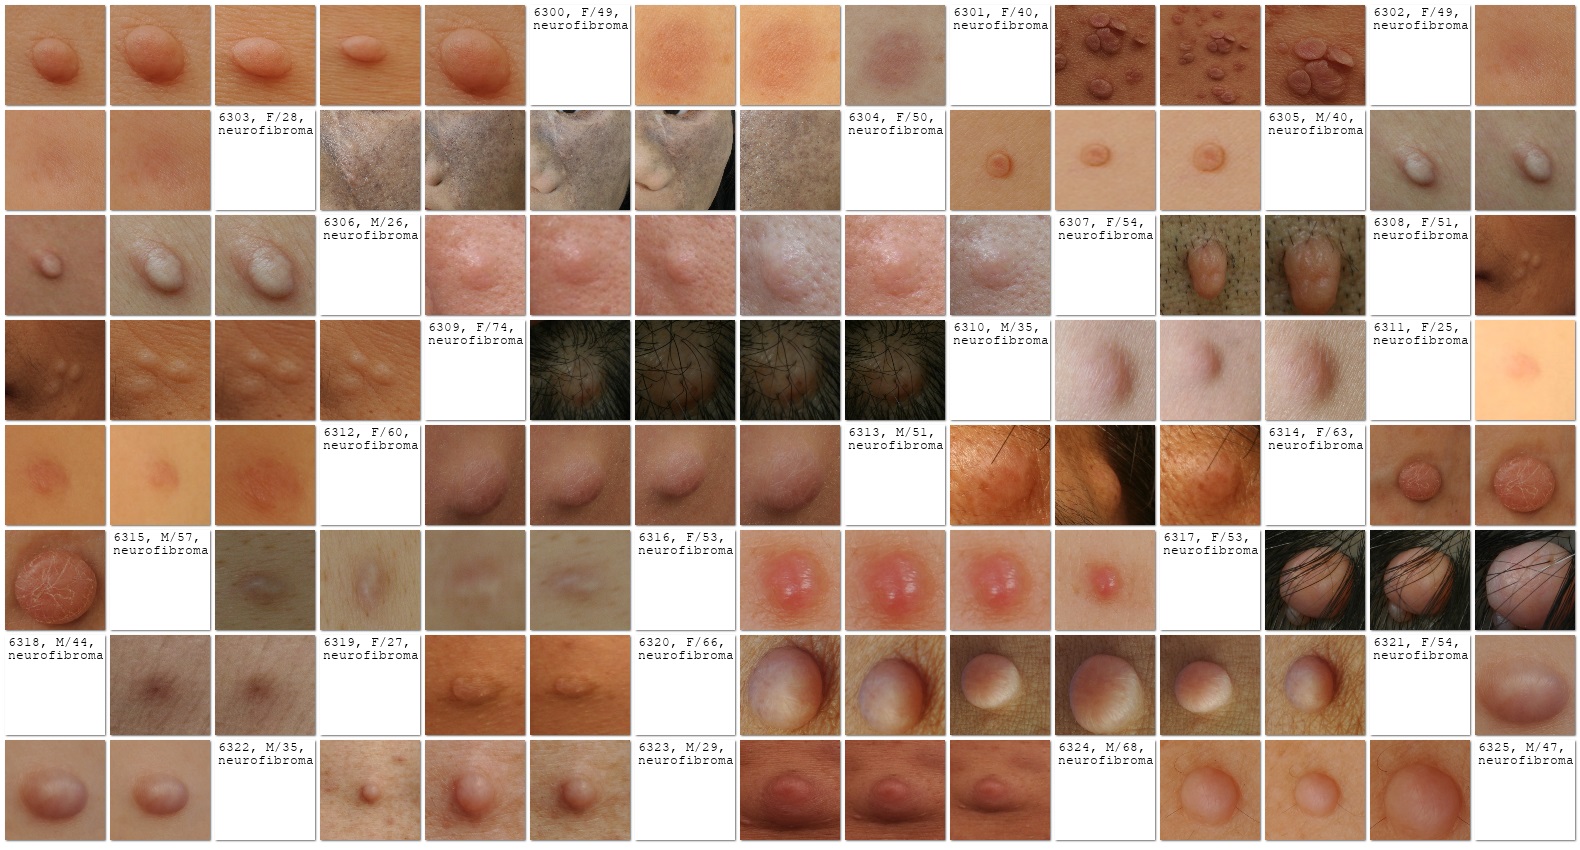 6300, F/49,
neurofibroma
6301, F/40,
neurofibroma
6302, F/49,
neurofibroma
6303, F/28,
neurofibroma
6304, F/50,
neurofibroma
6305, M/40,
neurofibroma
6306, M/26,
neurofibroma
6307, F/54,
neurofibroma
6308, F/51,
neurofibroma
6309, F/74,
neurofibroma
6310, M/35,
neurofibroma
6311, F/25,
neurofibroma
6312, F/60,
neurofibroma
6313, M/51,
neurofibroma
6314, F/63,
neurofibroma
6315, M/57,
neurofibroma
6316, F/53,
neurofibroma
6317, F/53,
neurofibroma
6318, M/44,
neurofibroma
6319, F/27,
neurofibroma
6320, F/66,
neurofibroma
6321, F/54,
neurofibroma
6322, M/35,
neurofibroma
6323, M/29,
neurofibroma
6324, M/68,
neurofibroma
6325, M/47,
neurofibroma